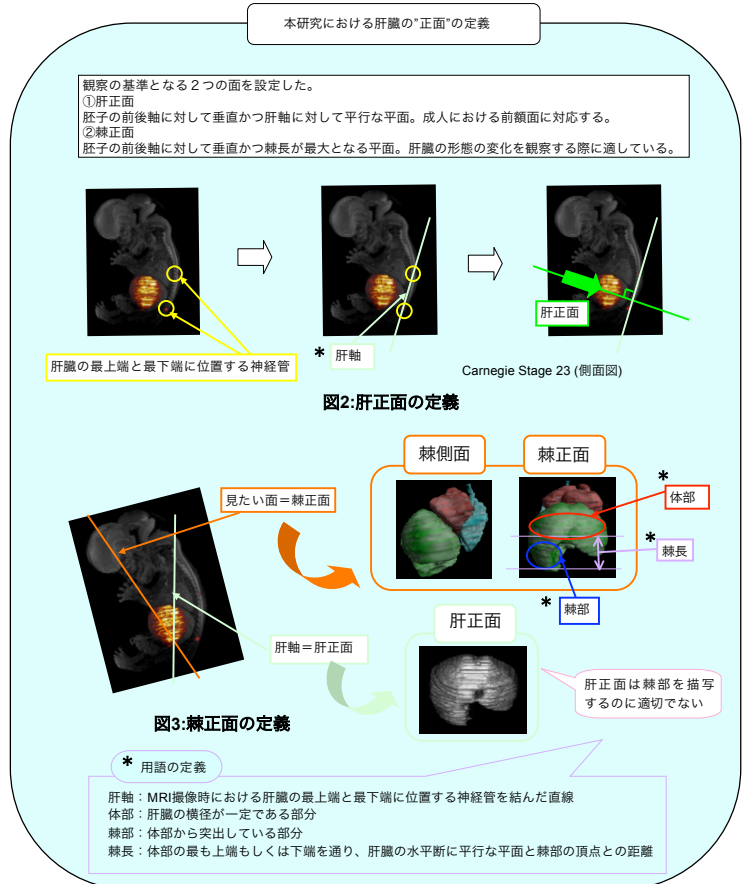 本研究における肝臓の”正面”の定義
観察の基準となる２つの面を設定した。
①肝正面
胚子の前後軸に対して垂直かつ肝軸に対して平行な平面。成人における前額面に対応する。
②棘正面
胚子の前後軸に対して垂直かつ棘長が最大となる平面。肝臓の形態の変化を観察する際に適している。
肝臓の最上端と最下端に位置する神経管
* 肝軸
肝正面
Carnegie Stage 23 (側面図)
図2:肝正面の定義
棘側面
棘正面
見たい面＝棘正面
* 体部
* 棘長
* 棘部
肝軸＝肝正面
肝正面
肝正面は棘部を描写
するのに適切でない
図3:棘正面の定義
* 用語の定義
肝軸：MRI撮像時における肝臓の最上端と最下端に位置する神経管を結んだ直線
体部：肝臓の横径が一定である部分
棘部：体部から突出している部分
棘長：体部の最も上端もしくは下端を通り、肝臓の水平断に平行な平面と棘部の頂点との距離